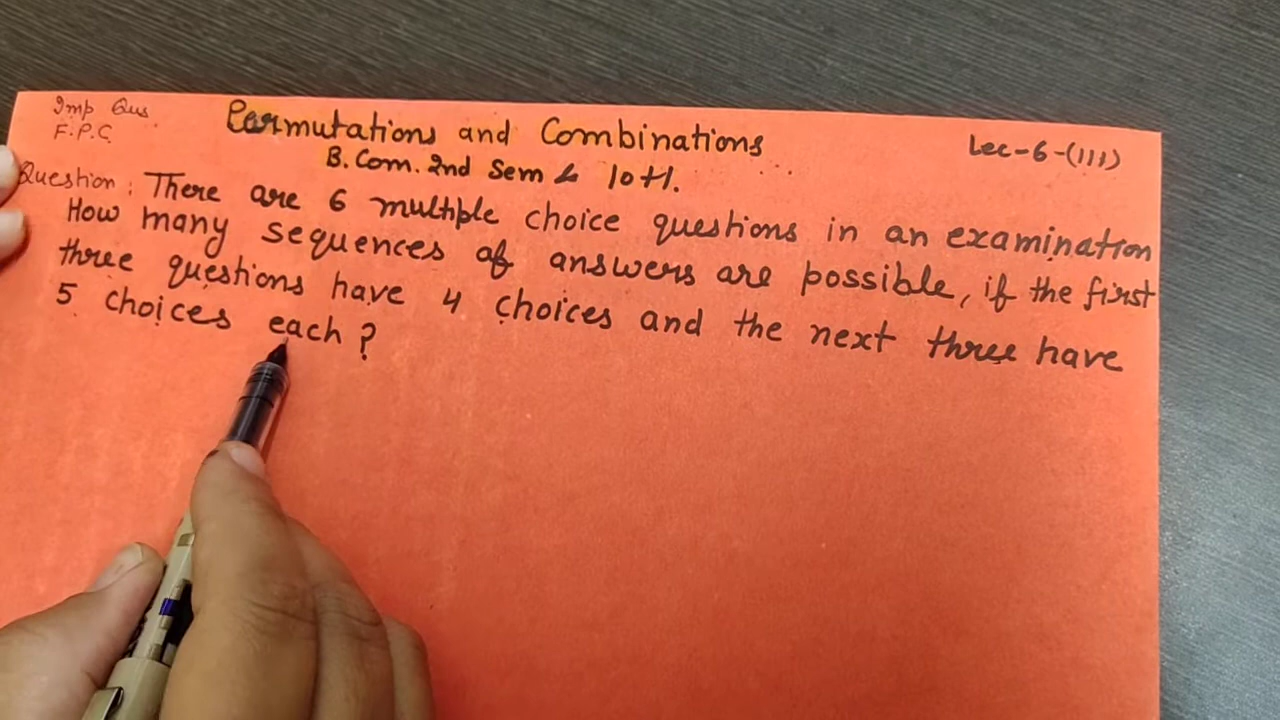 Imp Qus
F.P.C
Permutations and Combinations
Lec-6-(111)
B.Com. 2nd Sem & 10+1.
Question: There are 6 multiple choice questions in an examination
How many sequences of answers are possible, if the first
three questions have 4 choices and the next three have
5 choices each?